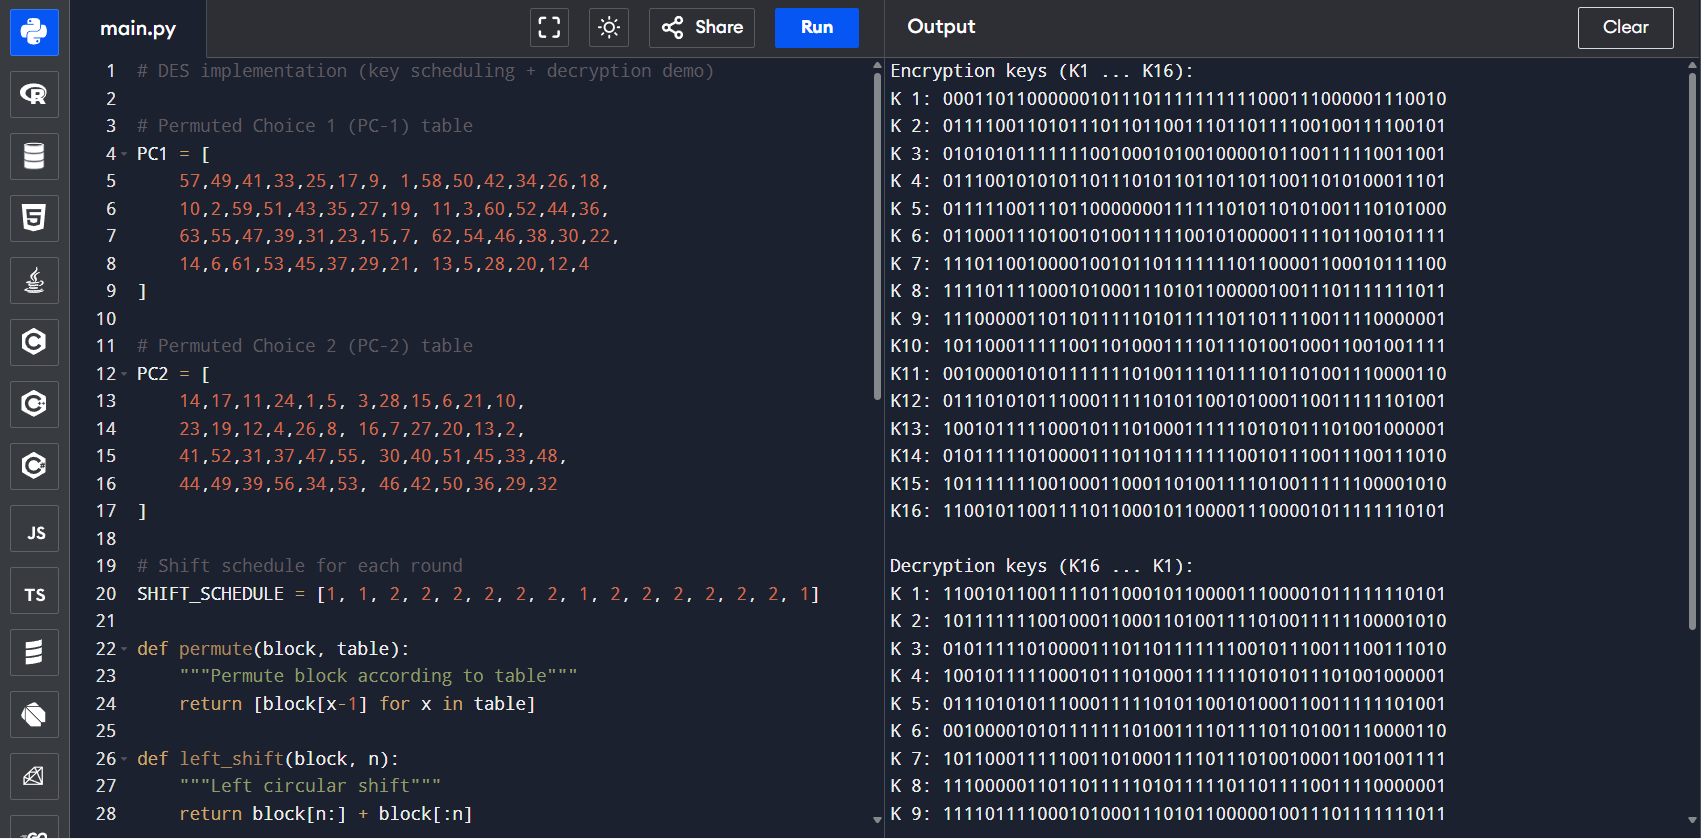 main.py
Share
Run
Output
Clear
JS
TS
1 # DES implementation (key scheduling + decryption demo)
2
3 # Permuted Choice 1 (PC-1) table
4 PC1 = [
5 57,49,41,33,25,17,9, 1,58,50,42,34,26,18,
6 10,2,59,51,43,35,27,19, 11,3,60,52,44,36,
7 63,55,47,39,31,23,15,7, 62,54,46,38,30,22,
8 14,6,61,53,45,37,29,21, 13,5,28,20,12,4
9 ]
10
11 # Permuted Choice 2 (PC-2) table
12 PC2 = [
13 14,17,11,24,1,5, 3,28,15,6,21,10,
14 23,19,12,4,26,8, 16,7,27,20,13,2,
15 41,52,31,37,47,55, 30,40,51,45,33,48,
16 44,49,39,56,34,53, 46,42,50,36,29,32
17 ]
18
19 # Shift schedule for each round
20 SHIFT_SCHEDULE = [1, 1, 2, 2, 2, 2, 2, 2, 1, 2, 2, 2, 2, 2, 2, 1]
21
22 def permute(block, table):
23 """Permute block according to table"""
24 return [block[x-1] for x in table]
25
26 def left_shift(block, n):
27 """Left circular shift"""
28 return block[n:] + block[:n]
Encryption keys (K1 ... K16):
K 1: 000110110000001011101111111111000111000001110010
K 2: 011110011010111011011001110110111100100111100101
K 3: 010101011111110010001010010000101100111110011001
K 4: 011100101010110111010110110110110011010100011101
K 5: 011111001110110000000111111010110101001110101000
K 6: 011000111010010100111110010100000111101100101111
K 7: 111011001000010010110111111101100001100010111100
K 8: 111101111000101000111010110000010011101111111011
K 9: 111000001101101111101011111011011110011110000001
K10: 101100011111001101000111101110100100011001001111
K11: 001000010101111111010011110111101101001110000110
K12: 011101010111000111110101100101000110011111101001
K13: 100101111100010111010001111110101011101001000001
K14: 010111110100001110110111111100101110011100111010
K15: 101111111001000110001101001111010011111100001010
K16: 110010110011110110001011000011100001011111110101
Decryption keys (K16 ... K1):
K 1: 110010110011110110001011000011100001011111110101
K 2: 101111111001000110001101001111010011111100001010
K 3: 010111110100001110110111111100101110011100111010
K 4: 100101111100010111010001111110101011101001000001
K 5: 011101010111000111110101100101000110011111101001
K 6: 001000010101111111010011110111101101001110000110
K 7: 101100011111001101000111101110100100011001001111
K 8: 111000001101101111101011111011011110011110000001
K 9: 111101111000101000111010110000010011101111111011